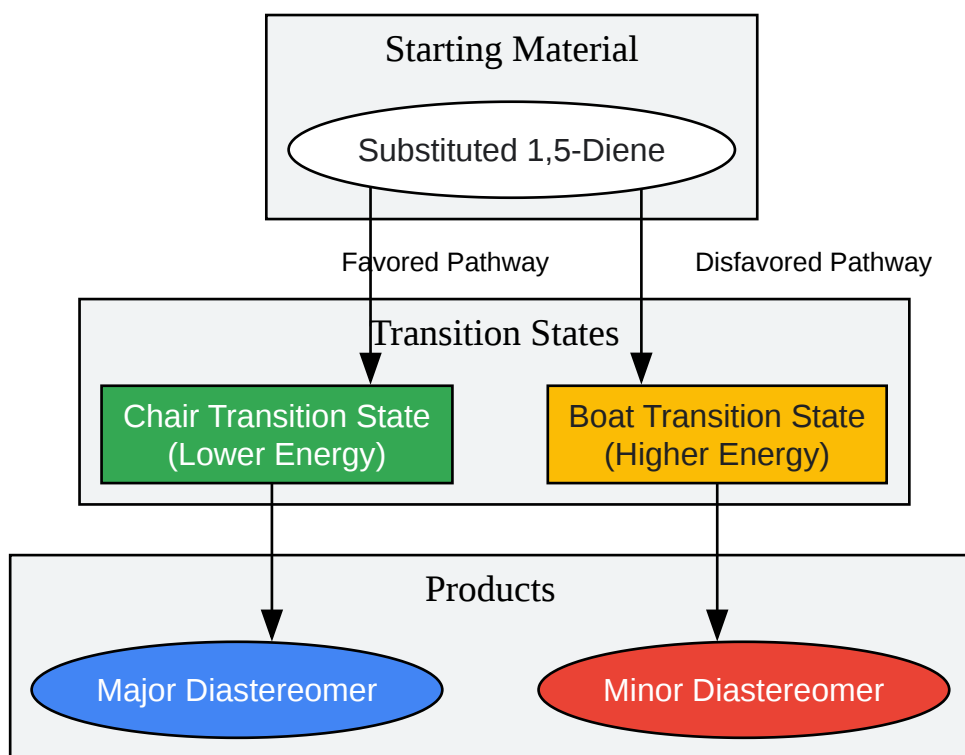 Starting Material
Substituted 1,5-Diene
Favored Pathway
Disfavored Pathway
Transition States
Chair Transition State
(Lower Energy)
Boat Transition State
(Higher Energy)
Products
Major Diastereomer
Minor Diastereomer